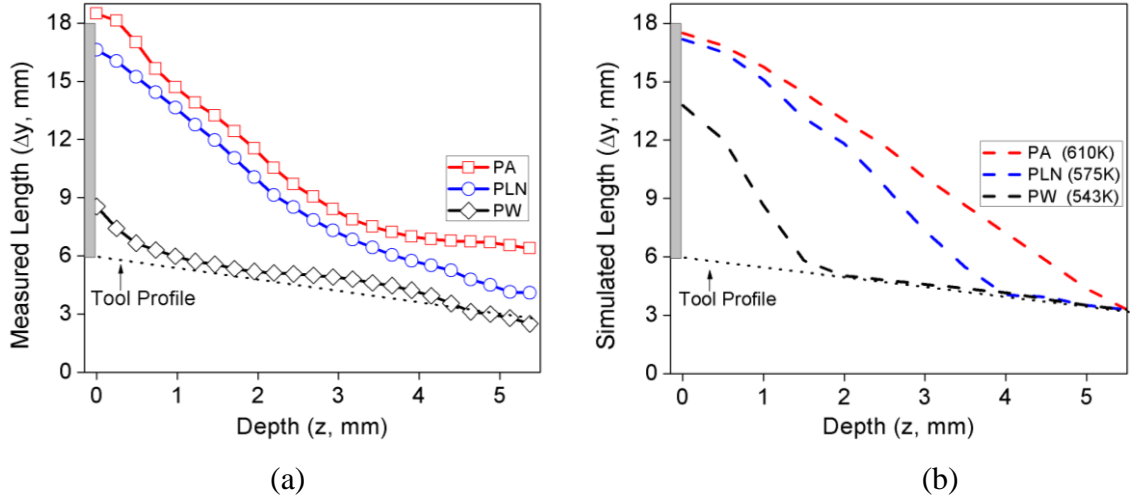 18
15
12
9
6
3
0
Measured Length (Δy, mm)
PA
PLN
PW
Tool Profile
0 1 2 3 4 5
Depth (z, mm)
(a)
18
15
12
9
6
3
0
Simulated Length (Δy, mm)
PA (610K)
PLN (575K)
PW (543K)
Tool Profile
0 1 2 3 4 5
Depth (z, mm)
(b)